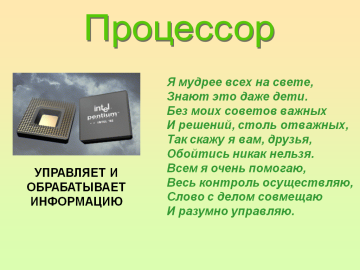 Процессор
intel
pentium
УПРАВЛЯЕТ И
ОБРАБАТЫВАЕТ
ИНФОРМАЦИЮ
Я мудрее всех на свете,
Знают это даже дети.
Без моих советов важных
И решений, столь отважных,
Так скажу я вам, друзья,
Обойтись никак нельзя.
Всем я очень помогаю,
Весь контроль осуществляю,
Слово с делом совмещаю
И разумно управляю.